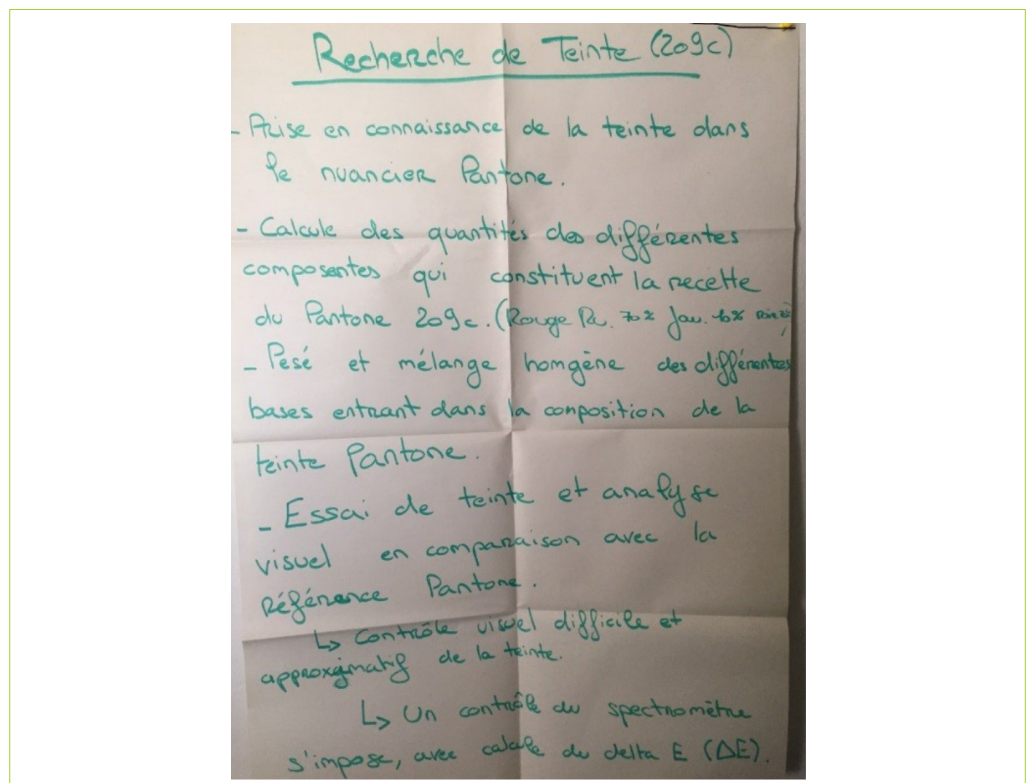 Recherche de Teinte (209c)
- Prise en connaissance de la teinte dans
le nuancier Pantone.
- Calcule des quantités des différentes
composentes qui constituent la recette
du Pantone 209c. (Rouge Ru. 70% Jau. 6%
- Pesé et mélange homgène des différentes
bases entrant dans la composition de la
teinte Pantone.
- Essai de teinte et analyse
visuel en comparaison avec la
Référence Pantone.
↳ Contrôle visuel difficile et
approximatif de la teinte.
↳ Un contrôle du spectromètre
s'impose, avec calcule du delta E (ΔE).